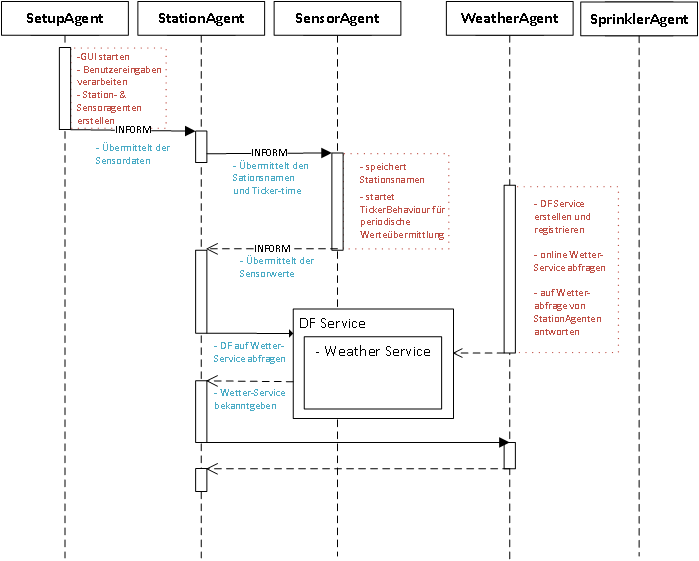 SetupAgent
StationAgent
SensorAgent
WeatherAgent
SprinklerAgent
-GUI starten
- Benutzereingaben
verarbeiten
- Station- &
Sensoragenten
erstellen
INFORM
- Übermittelt der
Sensordaten
INFORM
- Übermittelt den
Sationsnamen
und Ticker-time
- speichert
Stationsnamen
- startet
TickerBehaviour für
periodische
Werteübermittlung
- DF Service
erstellen und
registrieren
- online Wetter-
Service abfragen
- auf Wetter-
abfrage von
StationAgenten
antworten
INFORM
- Übermittelt der
Sensorwerte
DF Service
- Weather Service
- DF auf Wetter-
Service abfragen
- Wetter-Service
bekanntgeben